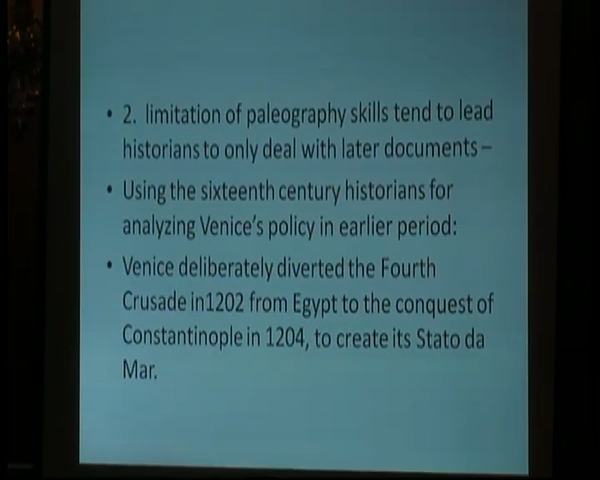 • 2. limitation of paleography skills tend to lead
historians to only deal with later documents –
• Using the sixteenth century historians for
analyzing Venice's policy in earlier period:
• Venice deliberately diverted the Fourth
Crusade in1202 from Egypt to the conquest of
Constantinople in 1204, to create its Stato da
Mar.